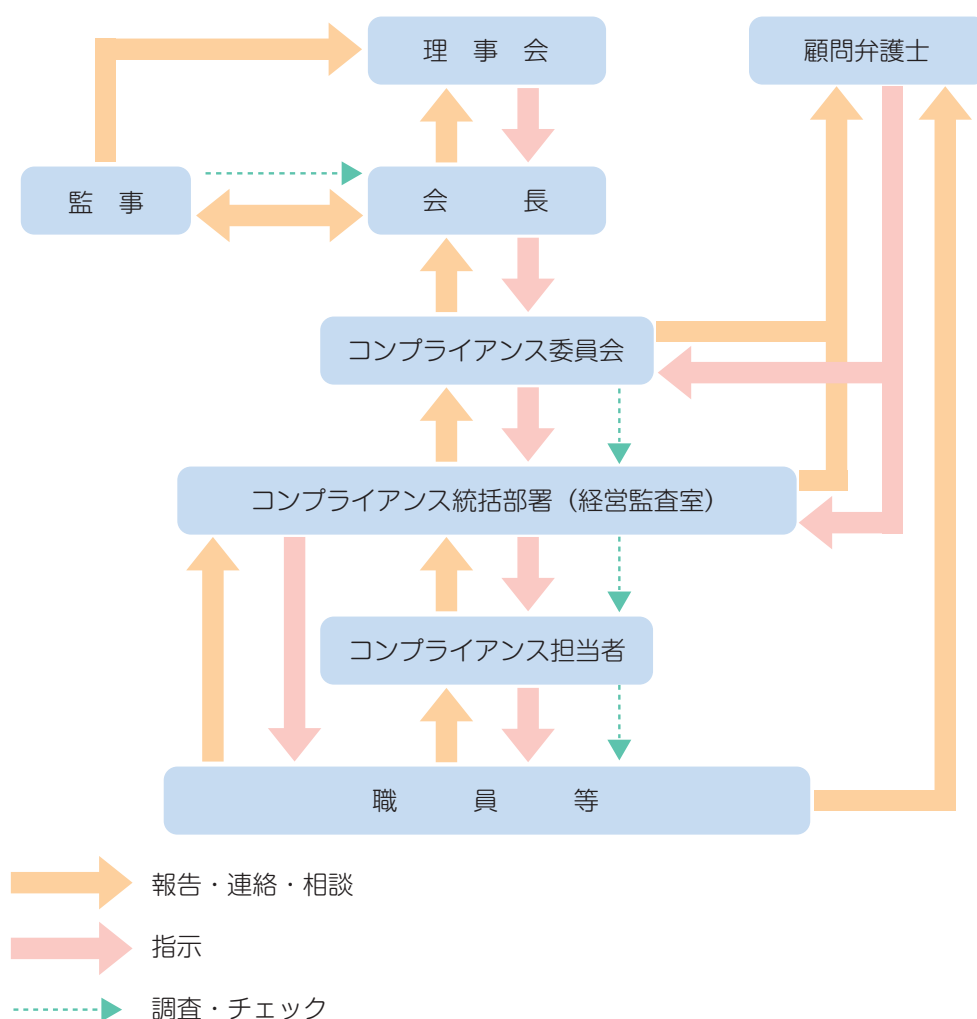 理　事　会
顧問弁護士
監　事
会　　　長
コンプライアンス委員会
コンプライアンス統括部署（経営監査室）
コンプライアンス担当者
職　　　員　　　等
報告・連絡・相談
指示
調査・チェック